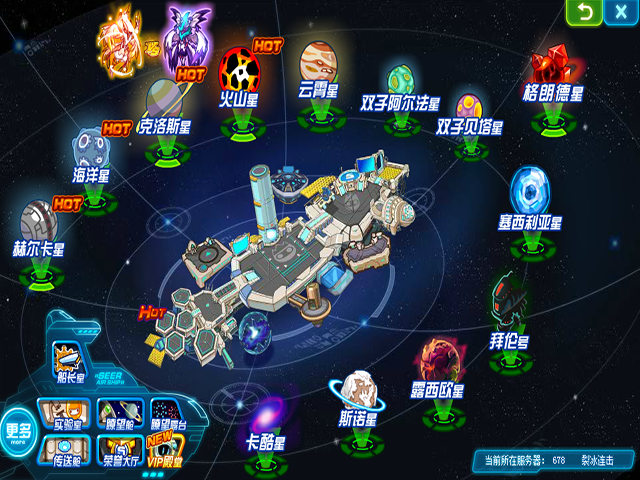 HOT
HOT
火山星
云霄星
双子阿尔法星
双子贝塔星
格朗德星
克洛斯星
HOT
海洋星
塞西利亚星
HOT
赫尔卡星
HOT
拜伦号
露西欧星
斯诺星
卡酷星
船长室
SEER
AIR SHIP
更多
more
实验室
瞭望舱
瞭望露台
传送舱
荣誉大厅
NEW
VIP殿堂
当前所在服务器： 678 裂冰连击